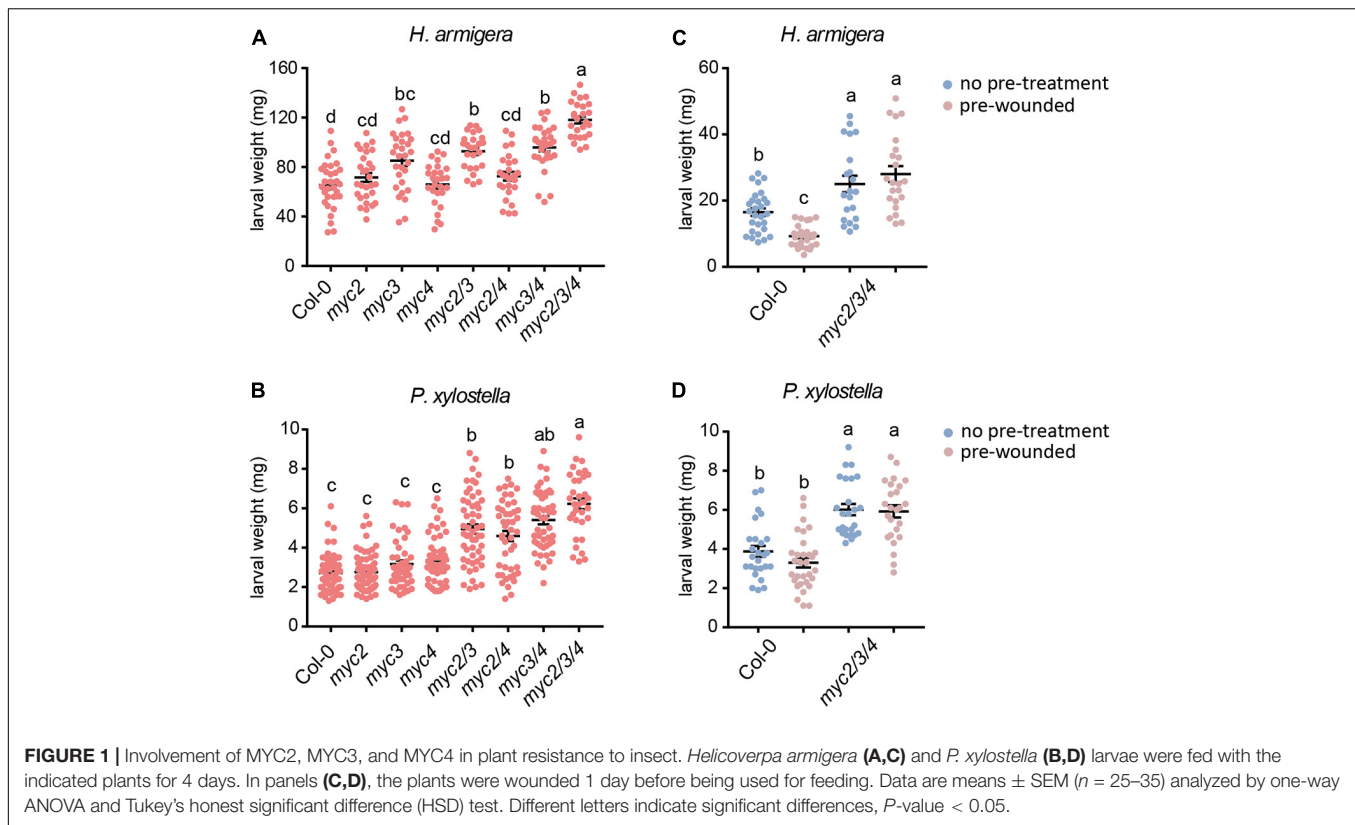 A
H. armigera
larval weight (mg)
160
120
80
40
0
d
cd
bc
cd
b
cd
b
a
Col-0
myc2
myc3
myc4
myc2/3
myc2/4
myc3/4
myc2/3/4
C
H. armigera
larval weight (mg)
60
40
20
0
b
c
a
a
Col-0
myc2/3/4
no pre-treatment
pre-wounded
B
P. xylostella
larval weight (mg)
10
8
6
4
2
0
c
c
c
c
b
b
ab
a
Col-0
myc2
myc3
myc4
myc2/3
myc2/4
myc3/4
myc2/3/4
D
P. xylostella
larval weight (mg)
10
8
6
4
2
0
b
b
a
a
Col-0
myc2/3/4
no pre-treatment
pre-wounded
FIGURE 1 | Involvement of MYC2, MYC3, and MYC4 in plant resistance to insect. Helicoverpa armigera (A,C) and P. xylostella (B,D) larvae were fed with the
indicated plants for 4 days. In panels (C,D), the plants were wounded 1 day before being used for feeding. Data are means ± SEM (n = 25–35) analyzed by one-way
ANOVA and Tukey's honest significant difference (HSD) test. Different letters indicate significant differences, P-value < 0.05.